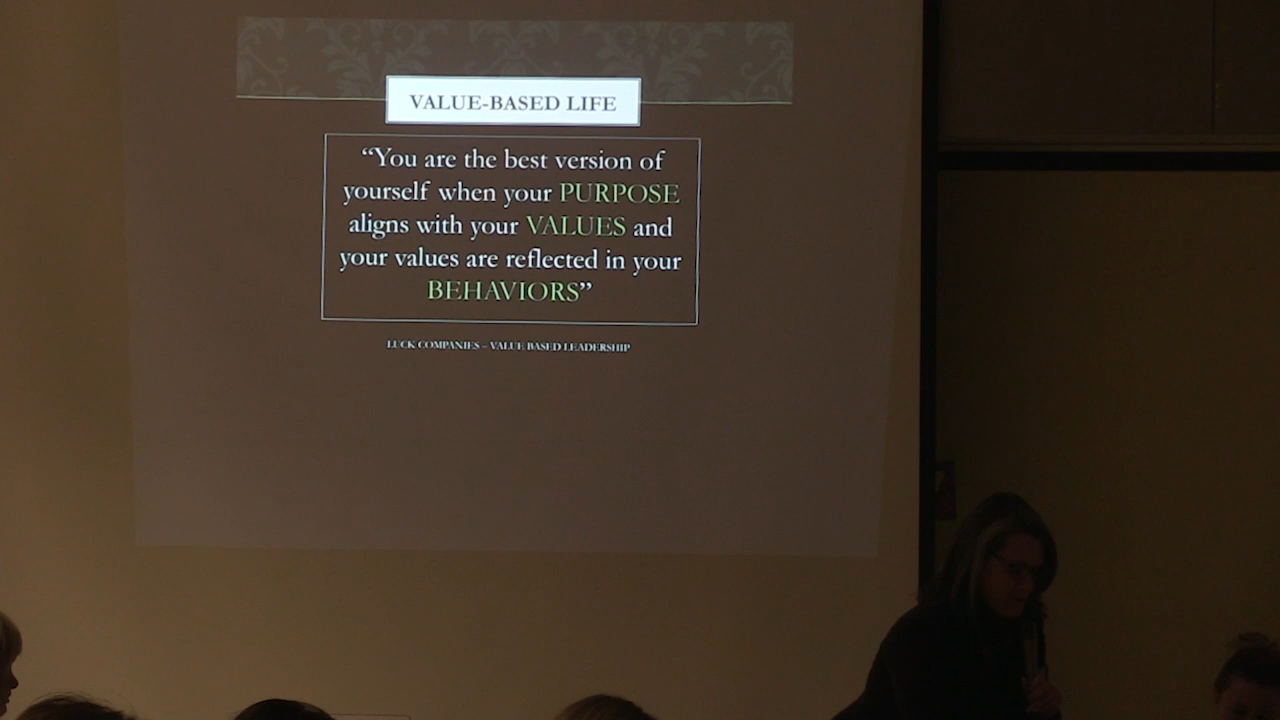 VALUE-BASED LIFE
“You are the best version of
yourself when your PURPOSE
aligns with your VALUES and
your values are reflected in your
BEHAVIORS”
LUCK COMPANIES – VALUE BASED LEADERSHIP